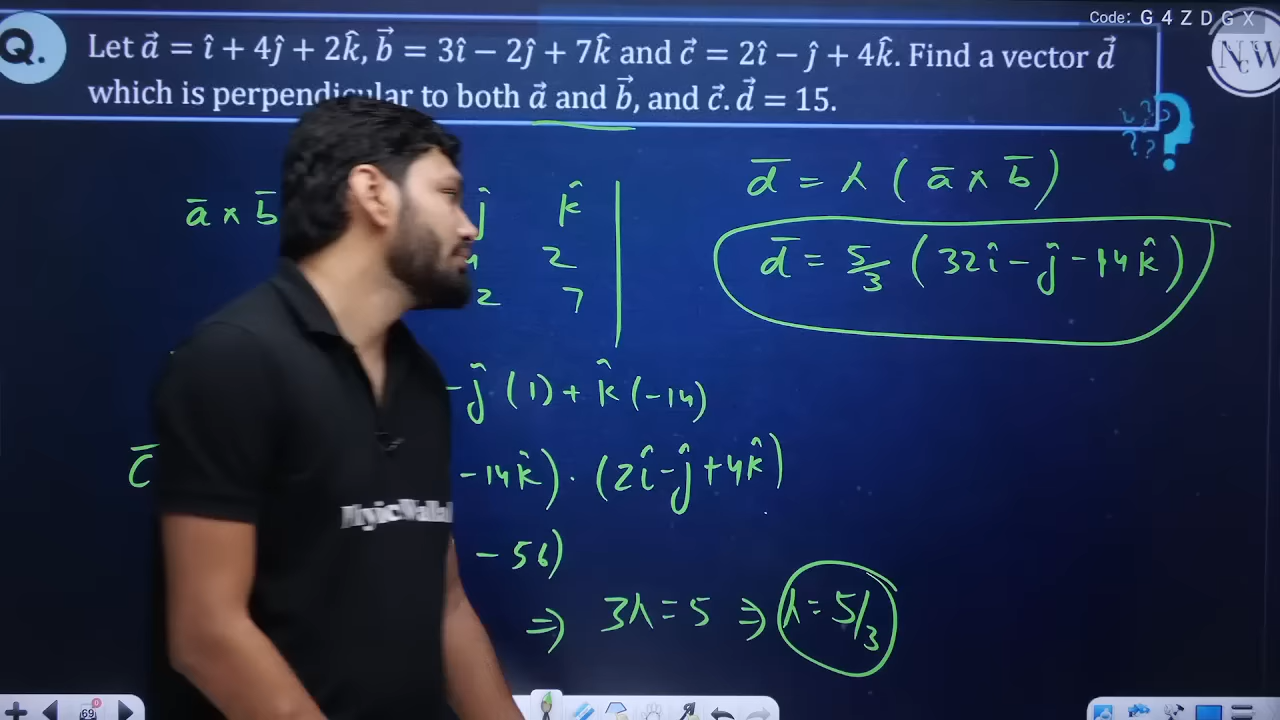 Code: G 4 Z D G X
Q. Let a⃗ = î + 4ĵ + 2k̂, b⃗ = 3î − 2ĵ + 7k̂ and c⃗ = 2î − ĵ + 4k̂. Find a vector d⃗
which is perpendicular to both a⃗ and b⃗, and c⃗. d⃗ = 15.
NCW
a̅ × b̅ ĵ k̂
2
2 7
d̅ = λ ( a̅ × b̅ )
d̅ = 5/3 ( 32î − ĵ − 14k̂ )
− ĵ (1) + k̂ (−14)
c̅ − 14k̂ ) . (2î − ĵ + 4k̂ )
− 56)
⇒ 3λ = 5 ⇒ λ = 5/3
69